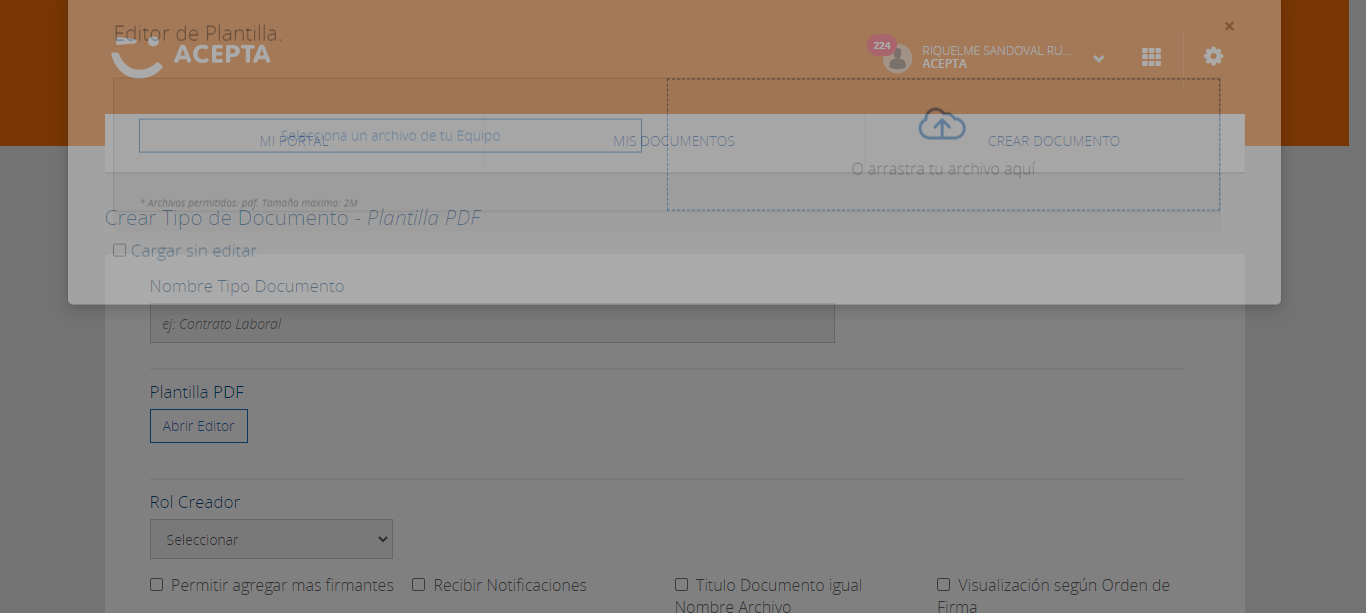 Editor de Plantilla.
×
ACEPTA
224
RIQUELME SANDOVAL RU...
ACEPTA
Selecciona un archivo de tu Equipo
MI PORTAL
MIS DOCUMENTOS
CREAR DOCUMENTO
O arrastra tu archivo aquí
* Archivos permitidos: pdf. Tamaño máximo: 2M
Crear Tipo de Documento - Plantilla PDF
Cargar sin editar
Nombre Tipo Documento
ej: Contrato Laboral
Plantilla PDF
Abrir Editor
Rol Creador
Seleccionar
Permitir agregar mas firmantes
Recibir Notificaciones
Titulo Documento igual
Nombre Archivo
Visualización según Orden de
Firma